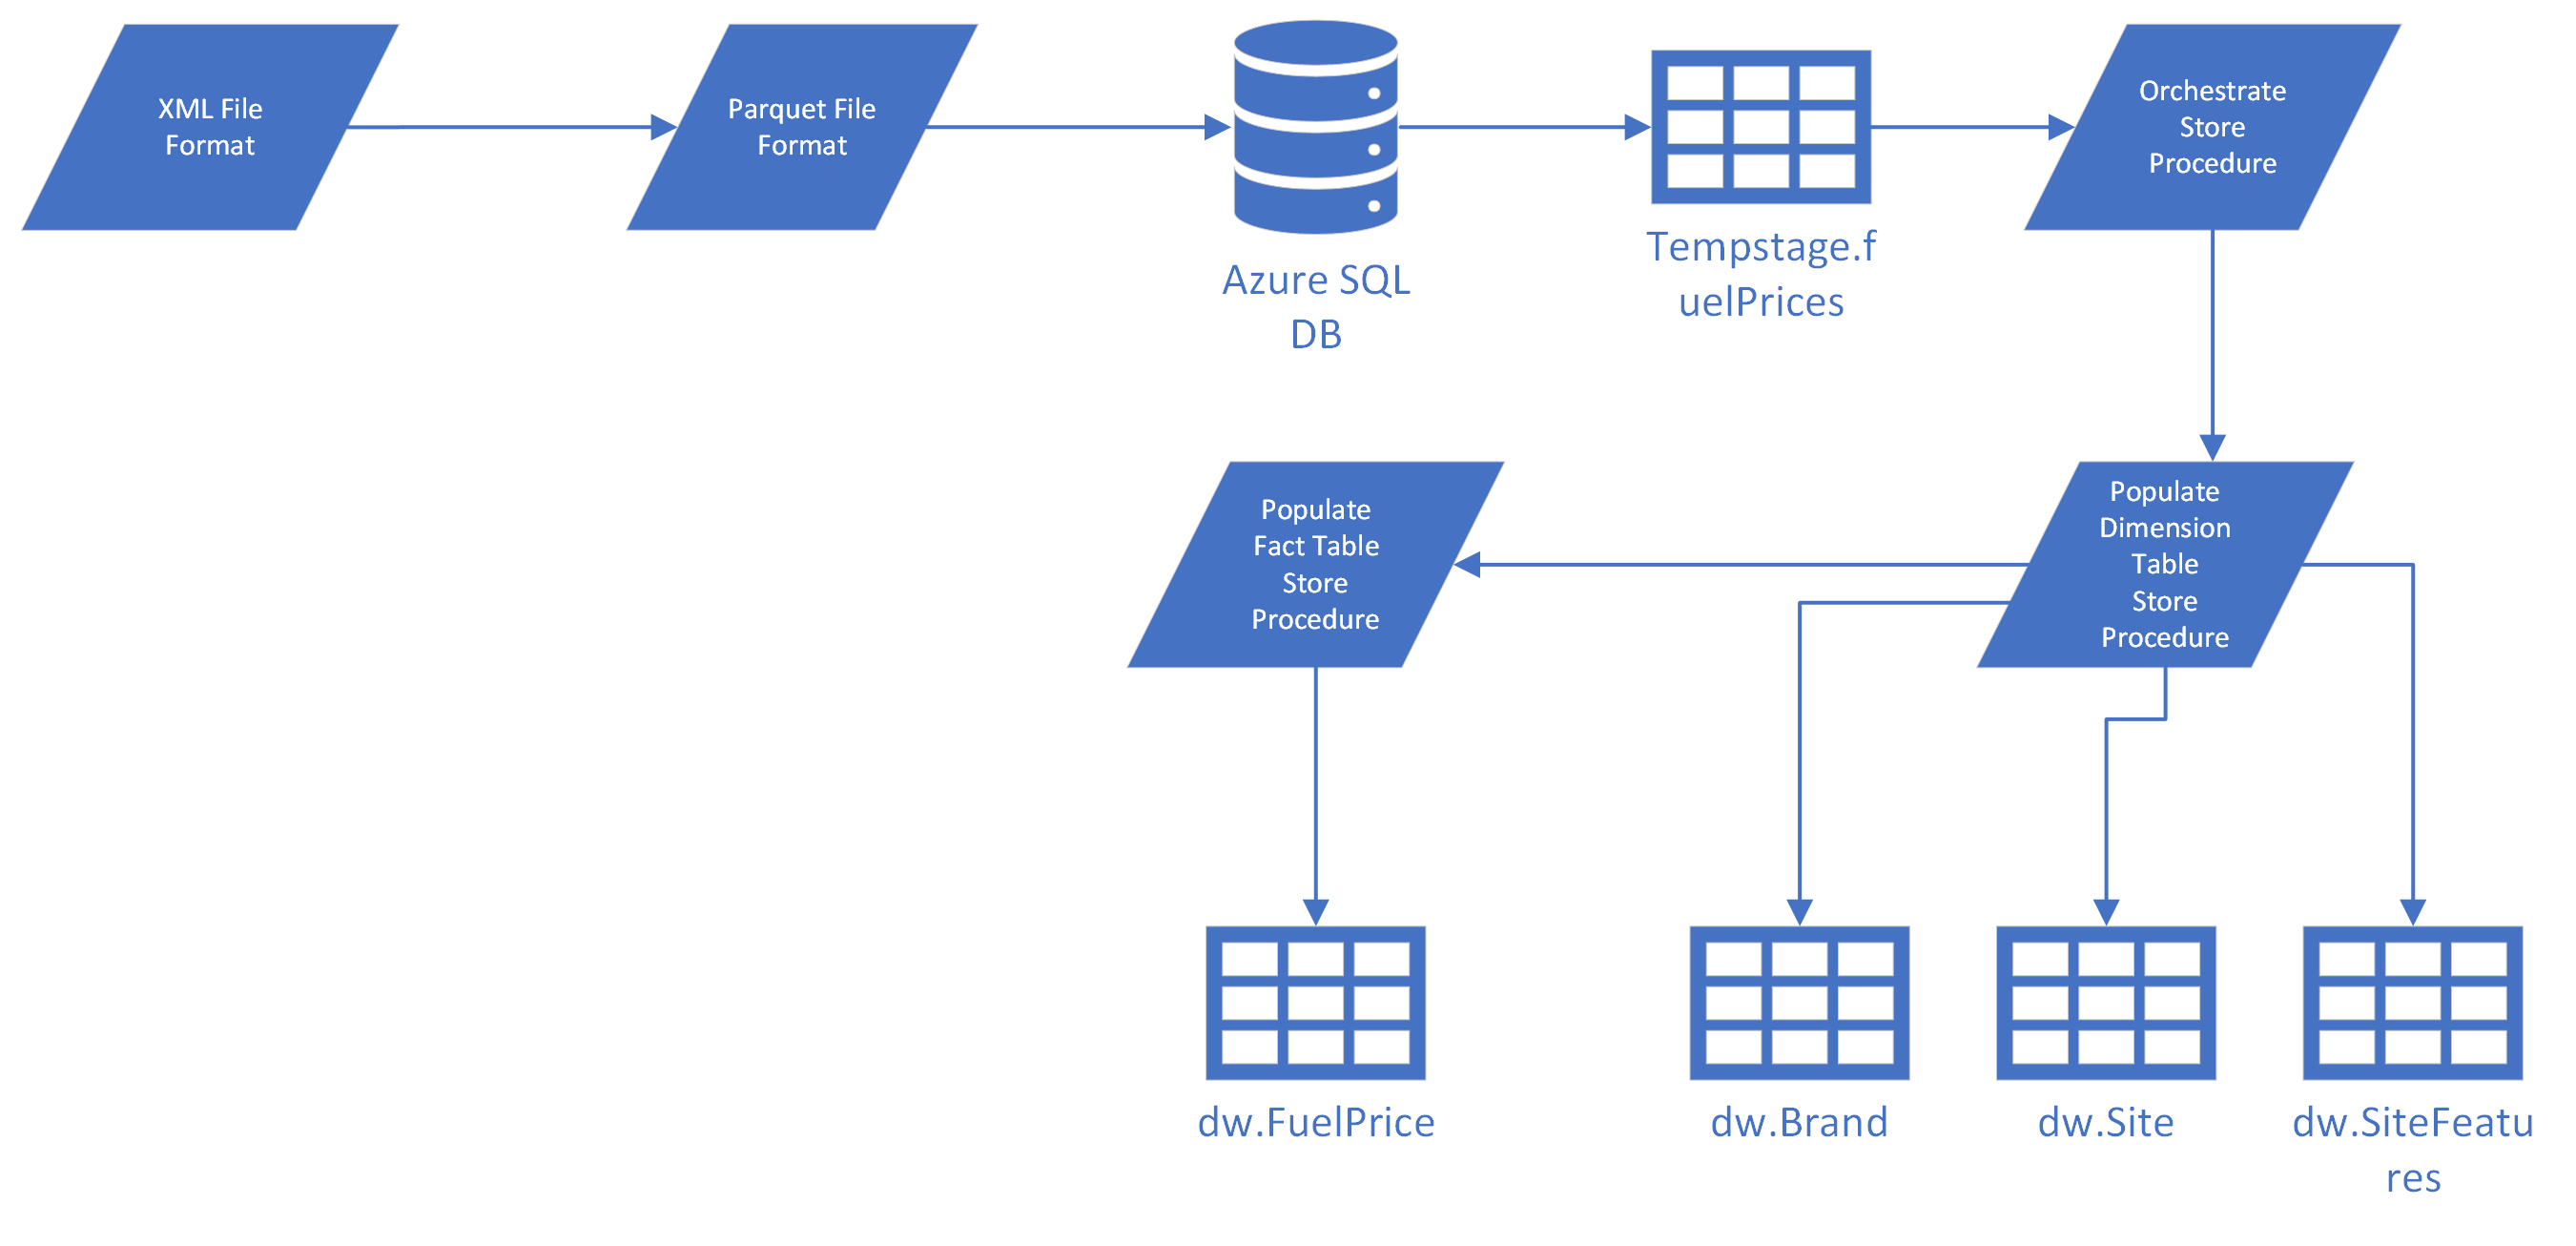 XML File
Format
Parquet File
Format
Azure SQL
DB
Tempstage.f
uelPrices
Orchestrate
Store
Procedure
Populate
Fact Table
Store
Procedure
Populate
Dimension
Table
Store
Procedure
dw.FuelPrice
dw.Brand
dw.Site
dw.SiteFeatu
res